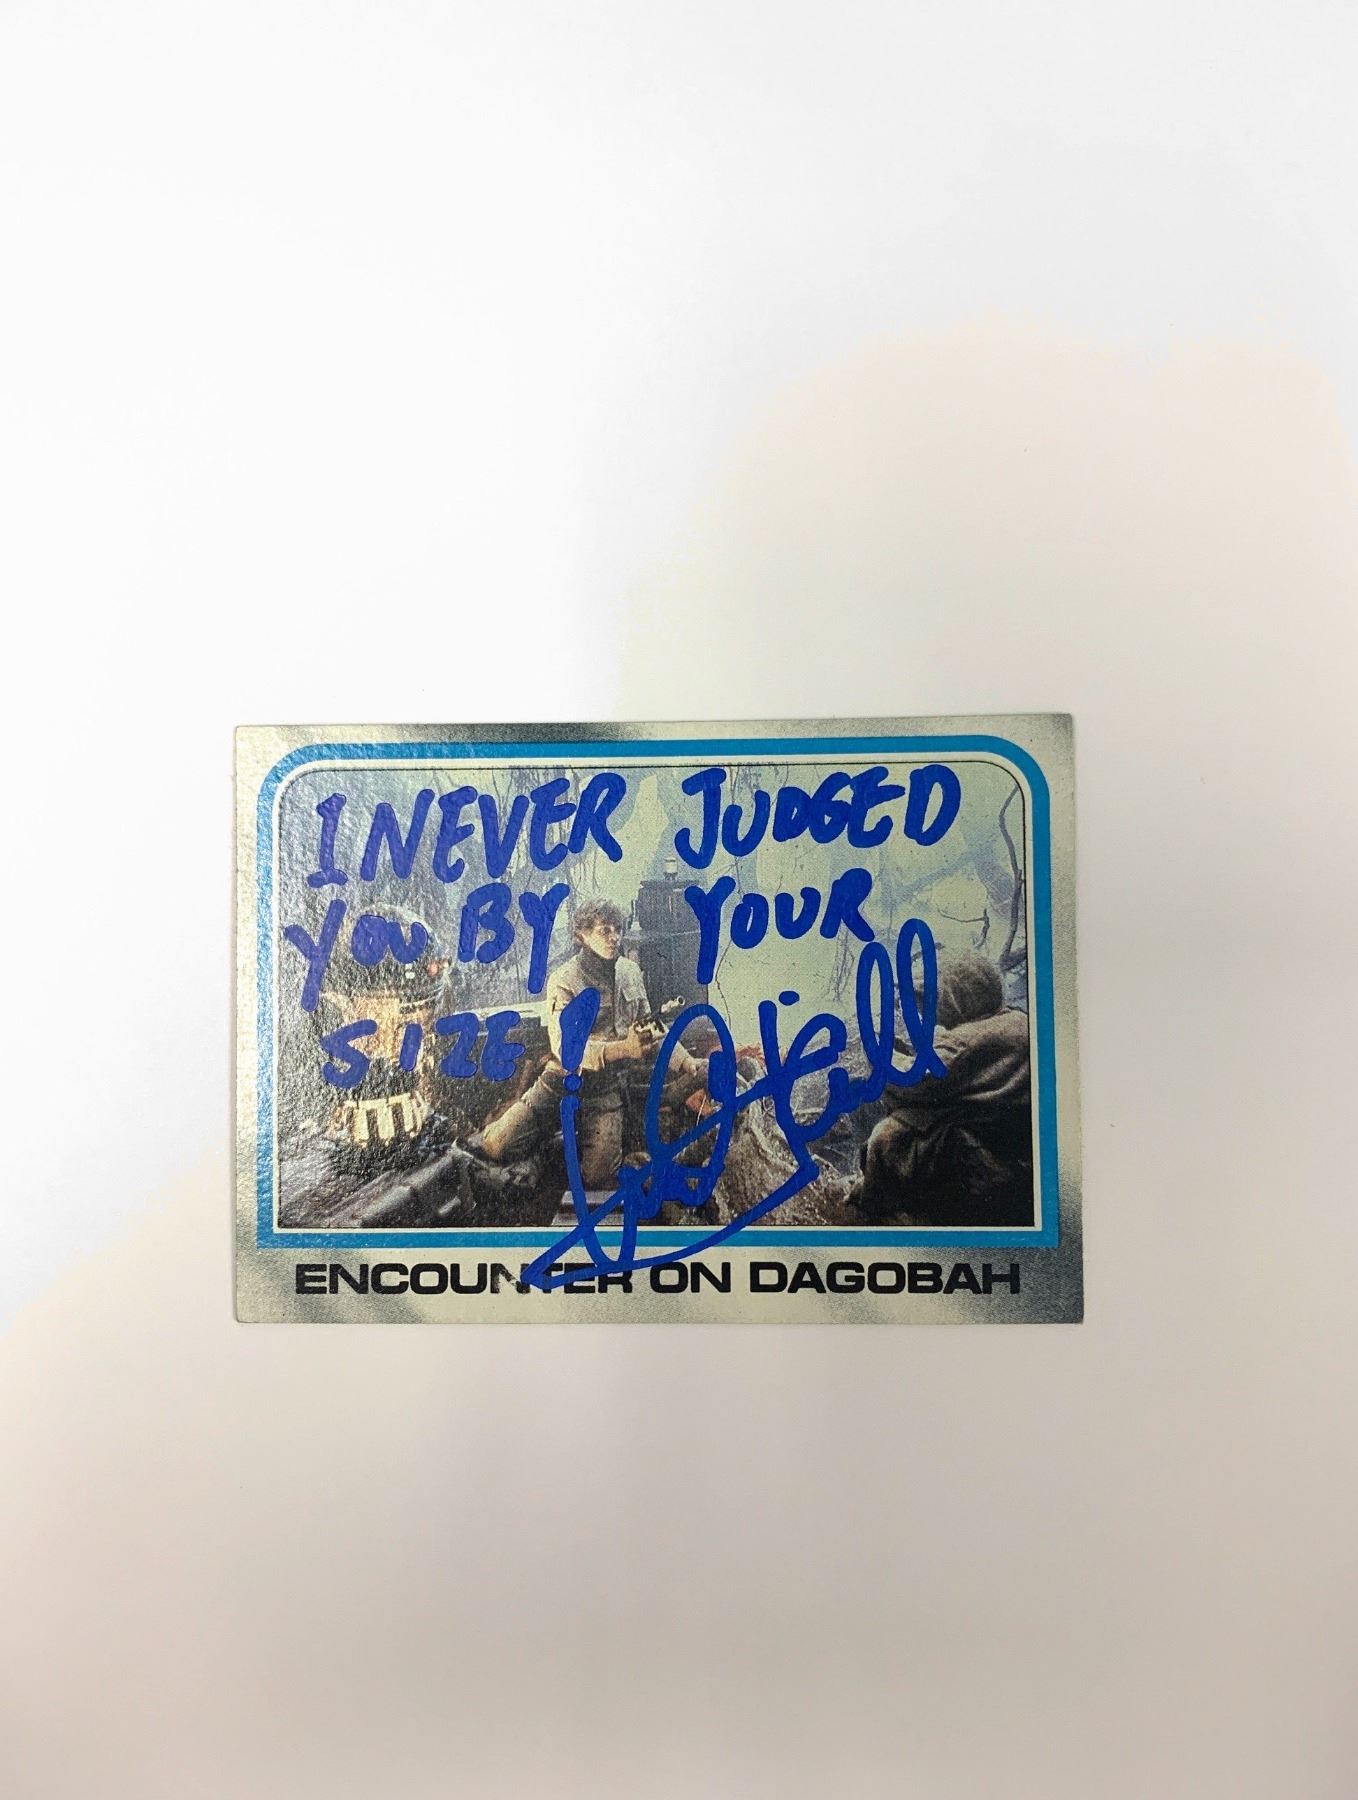 I NEVER JUDGED
YOU BY YOUR
SIZE!
ENCOUNTER ON DAGOBAH